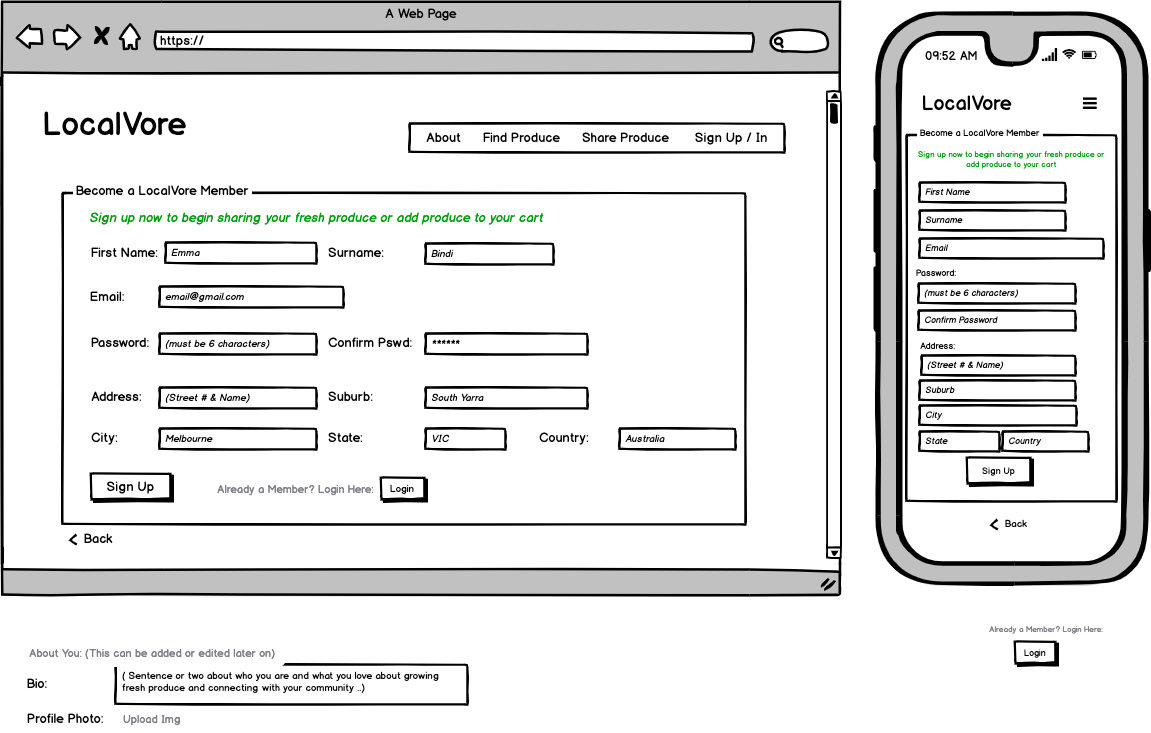 A Web Page
https://
LocalVore
About Find Produce Share Produce Sign Up / In
Become a LocalVore Member
Sign up now to begin sharing your fresh produce or add produce to your cart
First Name: Emma Surname: Bindi
Email: email@gmail.com
Password: (must be 6 characters) Confirm Pswd: ******
Address: (Street # & Name) Suburb: South Yarra
City: Melbourne State: VIC Country: Australia
Sign Up Already a Member? Login Here: Login
Back
About You: (This can be added or edited later on)
Bio: ( Sentence or two about who you are and what you love about growing
fresh produce and connecting with your community ..)
Profile Photo: Upload Img
09:52 AM
LocalVore
Become a LocalVore Member
Sign up now to begin sharing your fresh produce or
add produce to your cart
First Name
Surname
Email
Password:
(must be 6 characters)
Confirm Password
Address:
(Street # & Name)
Suburb
City
State Country
Sign Up
Back
Already a Member? Login Here:
Login